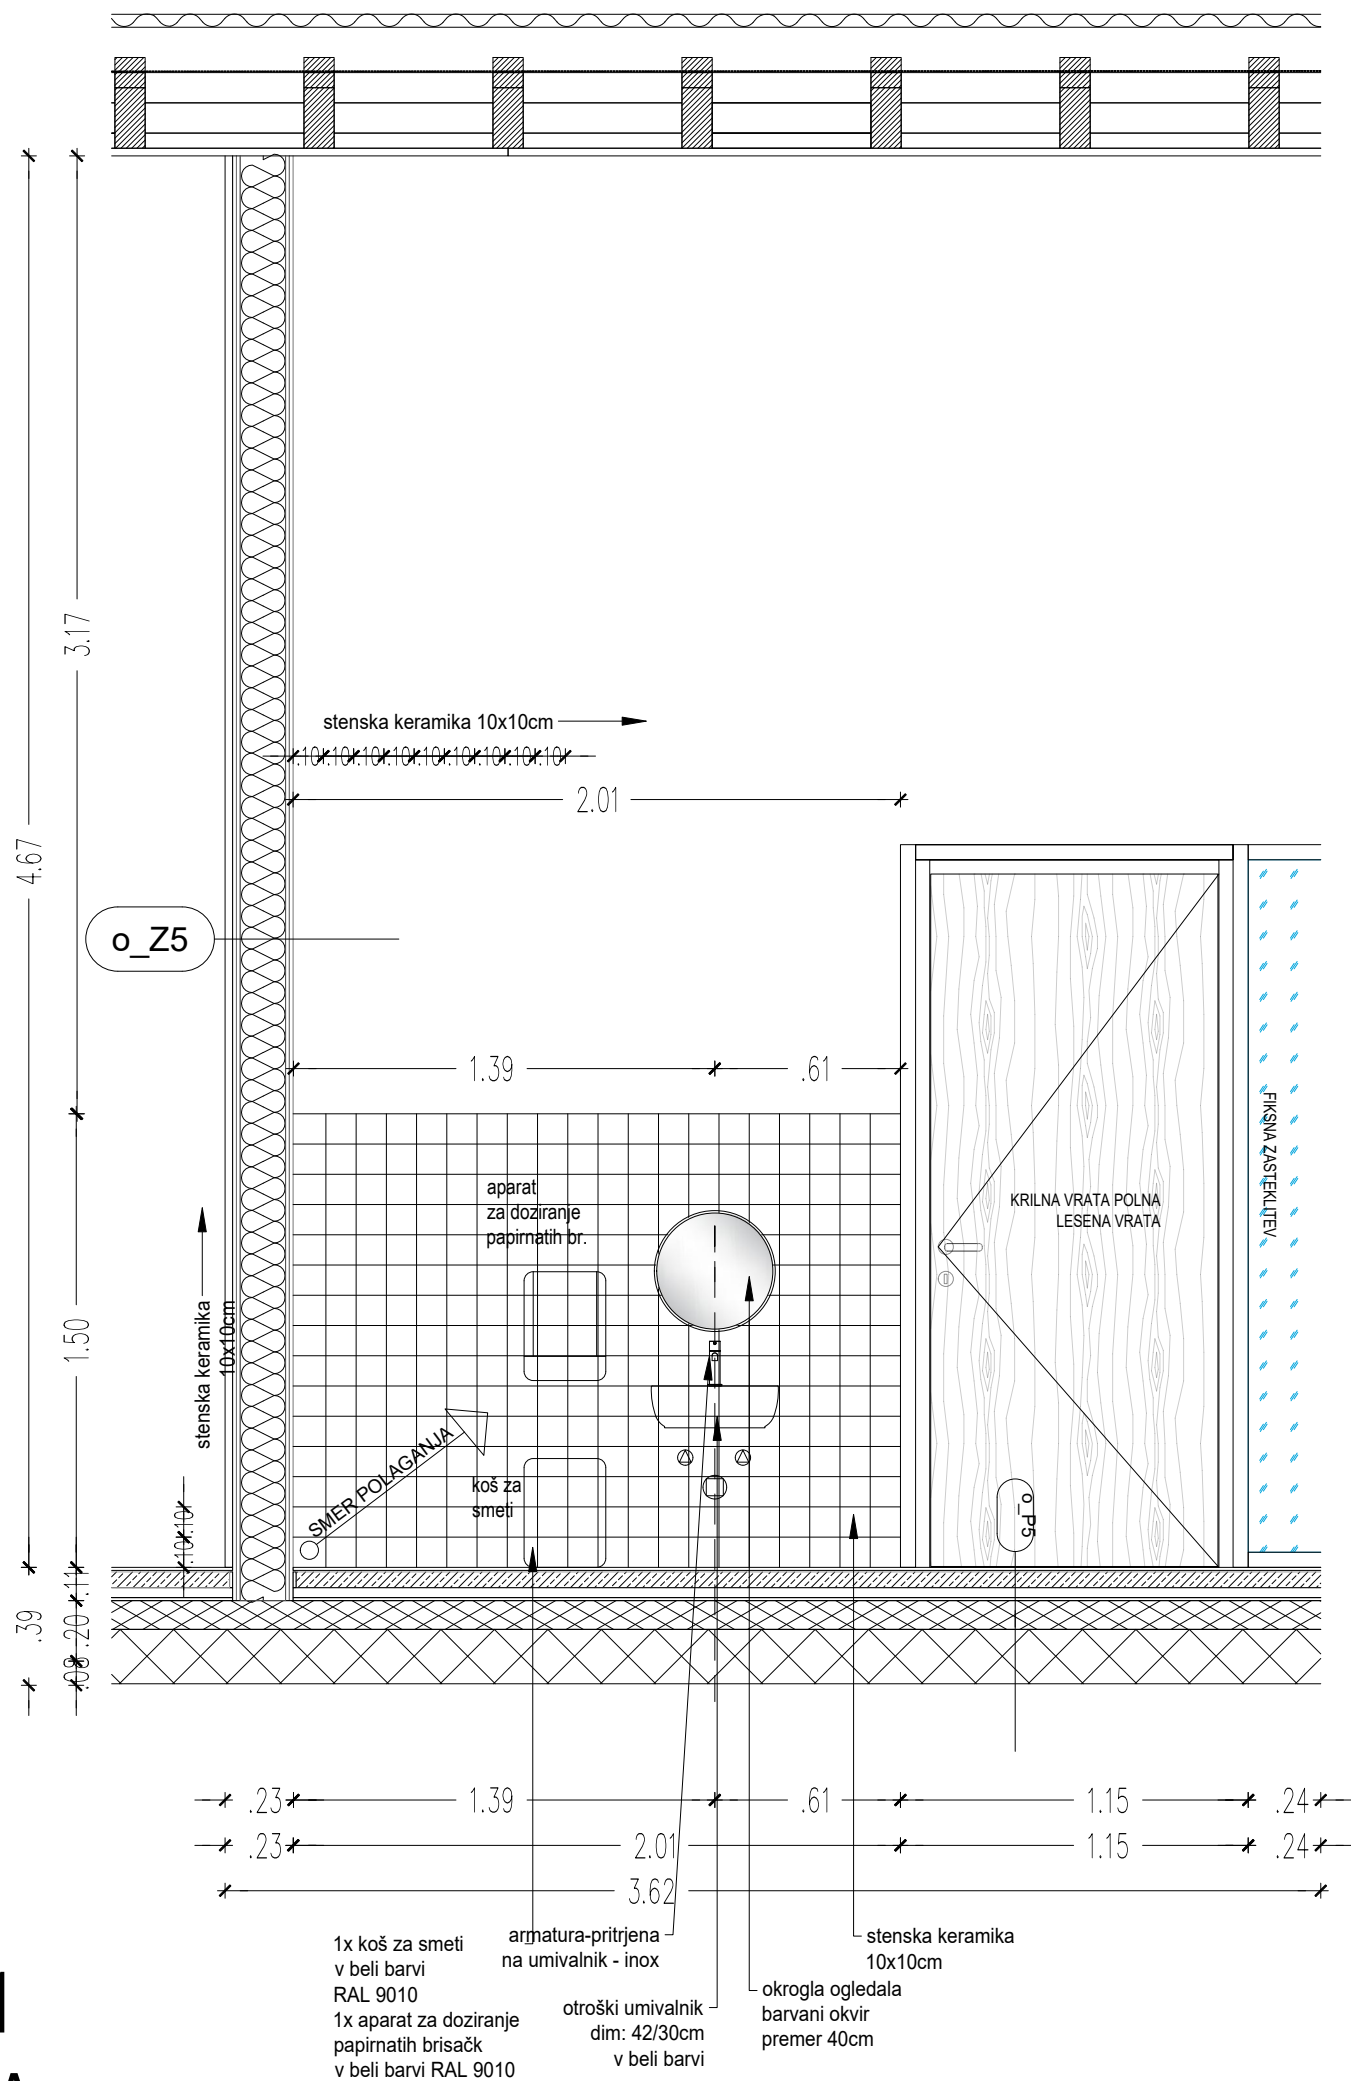 stenska keramika 10x10cm
.10 .10 .10 .10 .10 .10 .10 .10 .10
2.01
3.17
4.67
o_Z5
1.39
.61
1.50
stenska keramika
10x10cm
aparat
za doziranje
papirnatih br.
KRILNA VRATA POLNA
LESENA VRATA
FIKSNA ZASTEKLITEV
SMER POLAGANJA
koš za
smeti
o_P5
.10 .10
.11
.20
.08
.39
.23 1.39 .61 1.15 .24
.23 2.01 1.15 .24
3.62
1x koš za smeti
v beli barvi
RAL 9010
1x aparat za doziranje
papirnatih brisačk
v beli barvi RAL 9010
armatura-pritrjena
na umivalnik - inox
otroški umivalnik
dim: 42/30cm
v beli barvi
okrogla ogledala
barvani okvir
premer 40cm
stenska keramika
10x10cm